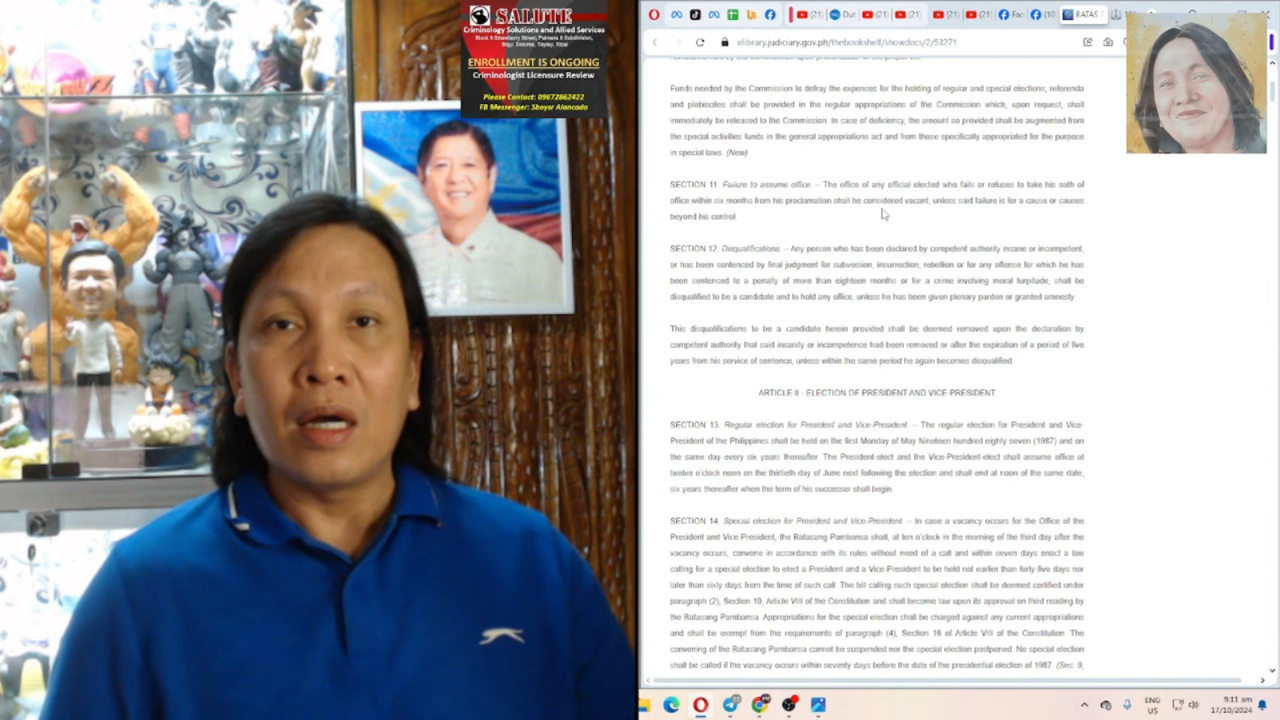 SALUTE
Criminology Solutions and Allied Services
ENROLLMENT IS ONGOING
Criminologist Licensure Review
Please Contact: 09672862422
FB Messenger: Sboyar Alancado
BATAS
elibrary.judiciary.gov.ph/thebookshelf/showdocs/2/53271
Funds needed by the Commission to defray the expenses for the holding of regular and special elections, referenda
and plebiscites shall be provided in the regular appropriations of the Commission which, upon request, shall
immediately be released to the Commission. In case of deficiency, the amount so provided shall be augmented from
the special activities funds in the general appropriations act and from those specifically appropriated for the purpose
in special laws. (New)
SECTION 11. Failure to assume office. – The office of any official elected who fails or refuses to take his oath of
office within six months from his proclamation shall be considered vacant, unless said failure is for a cause or causes
beyond his control.
SECTION 12. Disqualifications. – Any person who has been declared by competent authority insane or incompetent,
or has been sentenced by final judgment for subversion, insurrection, rebellion or for any offense for which he has
been sentenced to a penalty of more than eighteen months or for a crime involving moral turpitude, shall be
disqualified to be a candidate and to hold any office, unless he has been given plenary pardon or granted amnesty.
This disqualifications to be a candidate herein provided shall be deemed removed upon the declaration by
competent authority that said insanity or incompetence had been removed or after the expiration of a period of five
years from his service of sentence, unless within the same period he again becomes disqualified.
ARTICLE II - ELECTION OF PRESIDENT AND VICE-PRESIDENT
SECTION 13. Regular election for President and Vice-President. – The regular election for President and Vice-
President of the Philippines shall be held on the first Monday of May Nineteen hundred eighty seven (1987) and on
the same day every six years thereafter. The President-elect and the Vice-President-elect shall assume office at
twelve o'clock noon on the thirtieth day of June next following the election and shall end at noon of the same date,
six years thereafter when the term of his successor shall begin.
SECTION 14. Special election for President and Vice-President. – In case a vacancy occurs for the Office of the
President and Vice-President, the Batasang Pambansa shall, at ten o'clock in the morning of the third day after the
vacancy occurs, convene in accordance with its rules without need of a call and within seven days enact a law
calling for a special election to elect a President and a Vice-President to be held not earlier than forty-five days nor
later than sixty days from the time of such call. The bill calling such special election shall be deemed certified under
paragraph (2), Section 19, Article VIII of the Constitution and shall become law upon its approval on third reading by
the Batasang Pambansa. Appropriations for the special election shall be charged against any current appropriations
and shall be exempt from the requirements of paragraph (4), Section 16 of Article VIII of the Constitution. The
convening of the Batasang Pambansa cannot be suspended nor the special election postponed. No special election
shall be called if the vacancy occurs within seventy days before the date of the presidential election of 1987. (Sec. 9,
ENG
US
9:11 am
17/10/2024